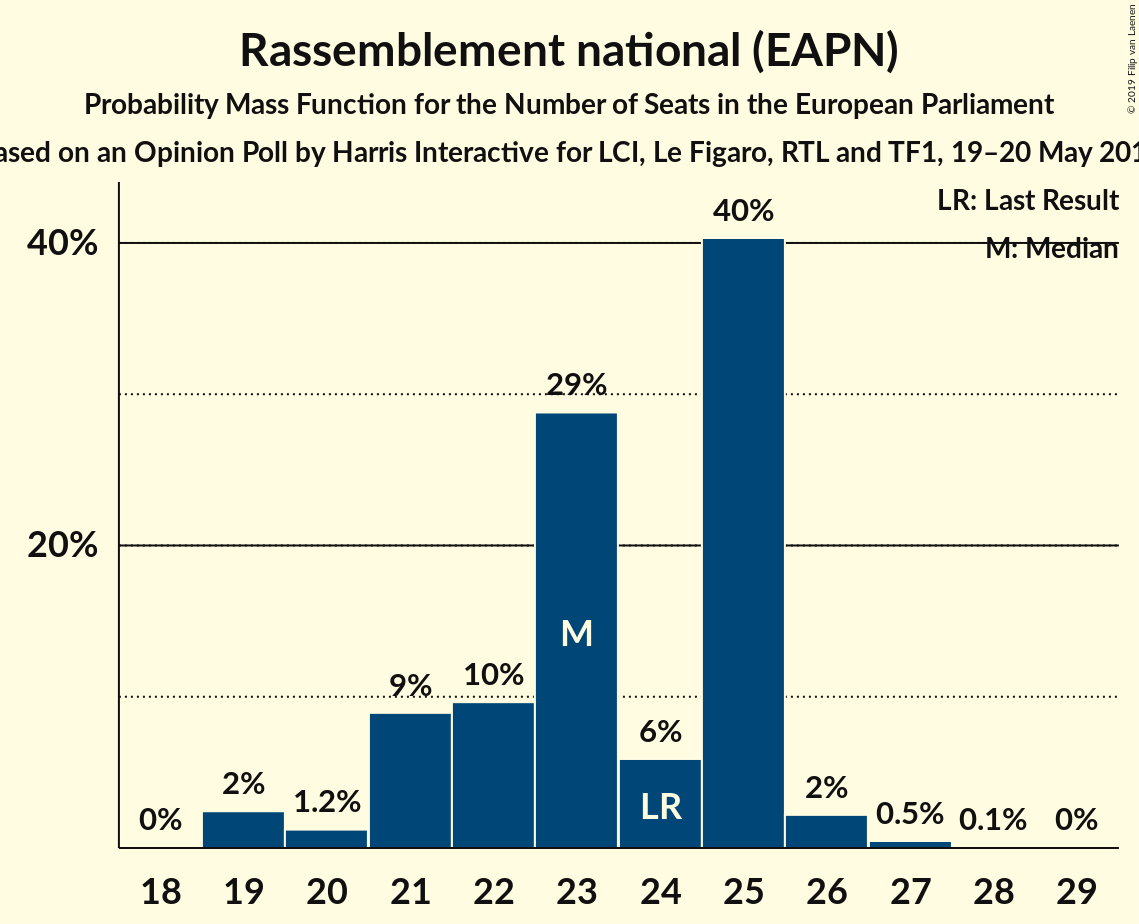 Rassemblement national (EAPN)
Probability Mass Function for the Number of Seats in the European Parliament
on an Opinion Poll by Harris Interactive for LCI, Le Figaro, RTL and TF1, 19–20 May
© 2019 Filip van Laenen
LR: Last Result
M: Median
40%
20%
0%
2%
1.2%
9%
10%
29%
6%
40%
2%
0.5%
0.1%
0%
M
LR
18 19 20 21 22 23 24 25 26 27 28 29